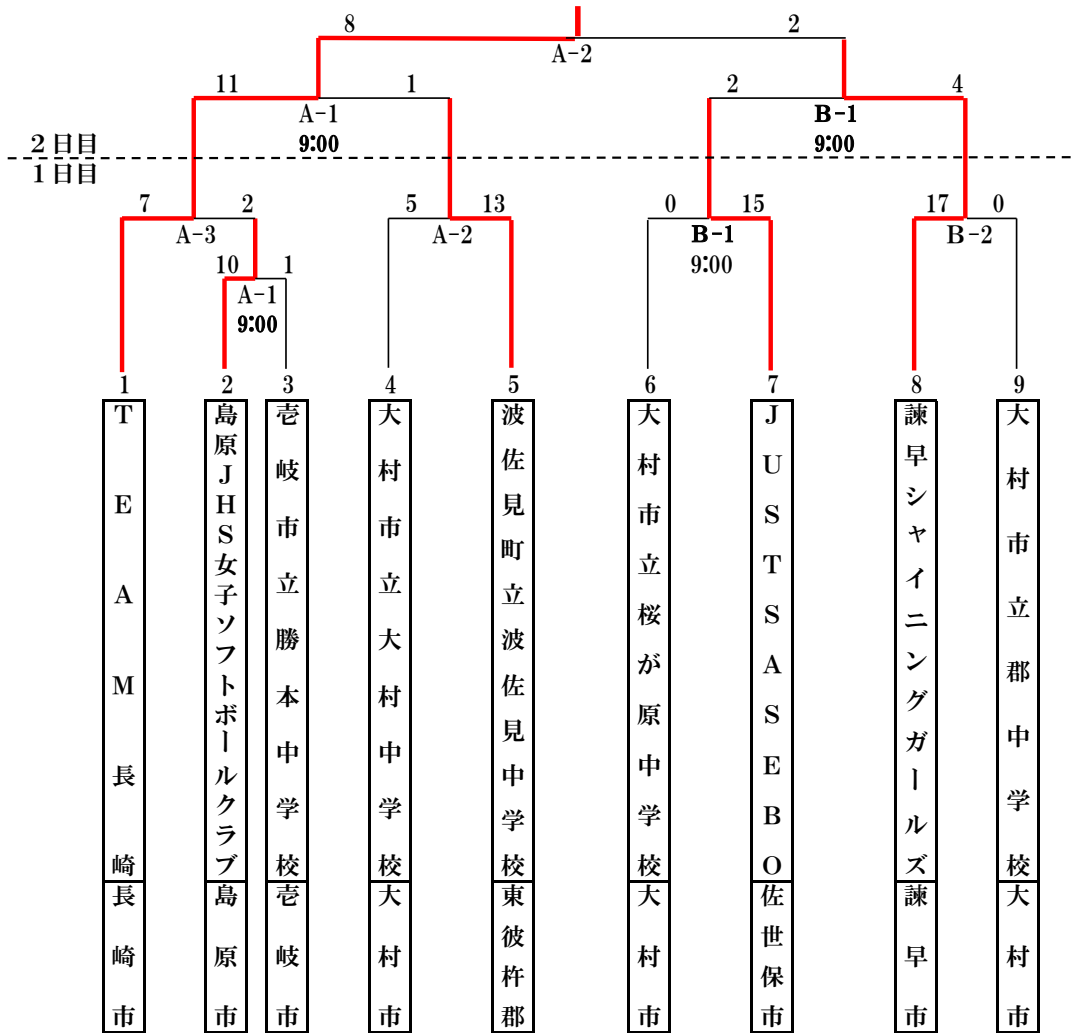 8 2
A-2
11 1 2 4
A-1 B-1
9:00 9:00
2日目
1日目
7 2 5 13 0 15 17 0
A-3 A-2 B-1 B-2
10 1 9:00
A-1
9:00
1 2 3 4 5 6 7 8 9
TEAM長崎
長崎市
島原JHS女子ソフトボールクラブ
島原市
壱岐市立勝本中学校
壱岐市
大村市立大村中学校
大村市
波佐見町立波佐見中学校
東彼杵郡
大村市立桜が原中学校
大村市
JUSTSASEBO
佐世保市
諫早シャイニングガールズ
諫早市
大村市立郡中学校
大村市